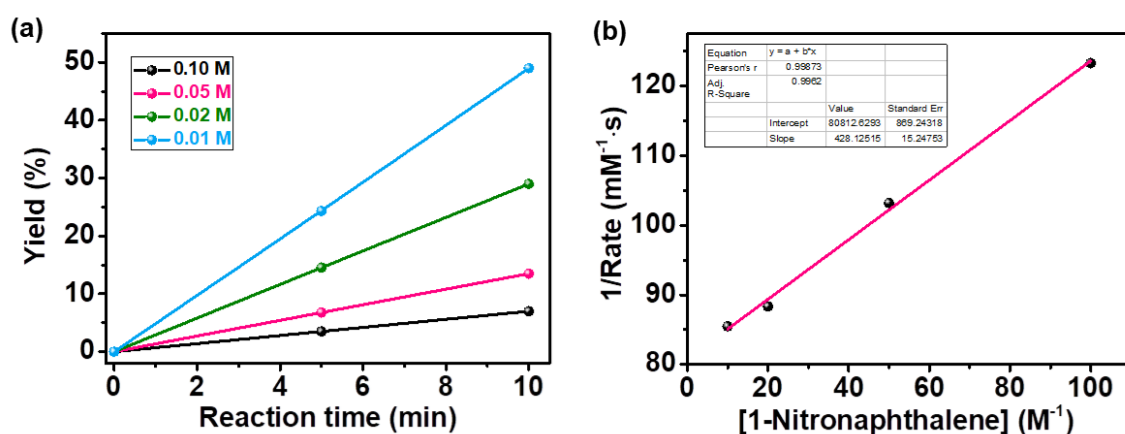 (a)
Yield (%)
50
40
30
20
10
0
0.10 M
0.05 M
0.02 M
0.01 M
0 2 4 6 8 10
Reaction time (min)
(b)
1/Rate (mM⁻¹·s)
120
110
100
90
80
Equation y = a + b*x
Pearson's r 0.99873
Adj. R-Square 0.9962
Value Standard Err
Intercept 80812.6293 869.24318
Slope 428.12515 15.24753
0 20 40 60 80 100
[1-Nitronaphthalene] (M⁻¹)